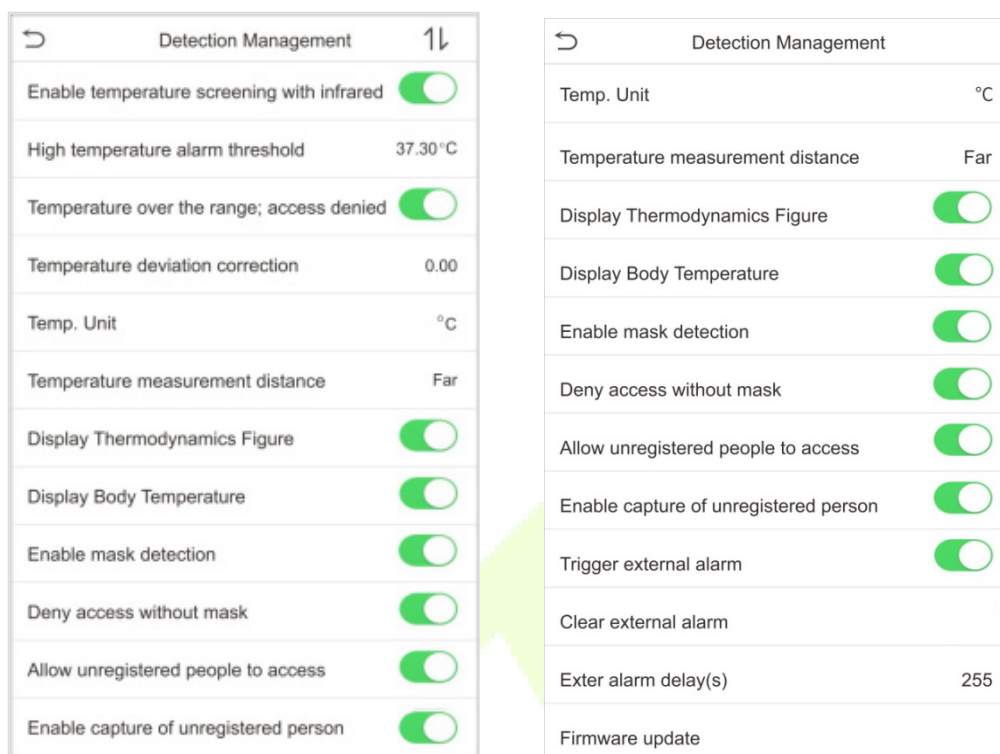 Detection Management
Enable temperature screening with infrared
High temperature alarm threshold 37.30°C
Temperature over the range; access denied
Temperature deviation correction 0.00
Temp. Unit °C
Temperature measurement distance Far
Display Thermodynamics Figure
Display Body Temperature
Enable mask detection
Deny access without mask
Allow unregistered people to access
Enable capture of unregistered person
Detection Management
Temp. Unit °C
Temperature measurement distance Far
Display Thermodynamics Figure
Display Body Temperature
Enable mask detection
Deny access without mask
Allow unregistered people to access
Enable capture of unregistered person
Trigger external alarm
Clear external alarm
Exter alarm delay(s) 255
Firmware update